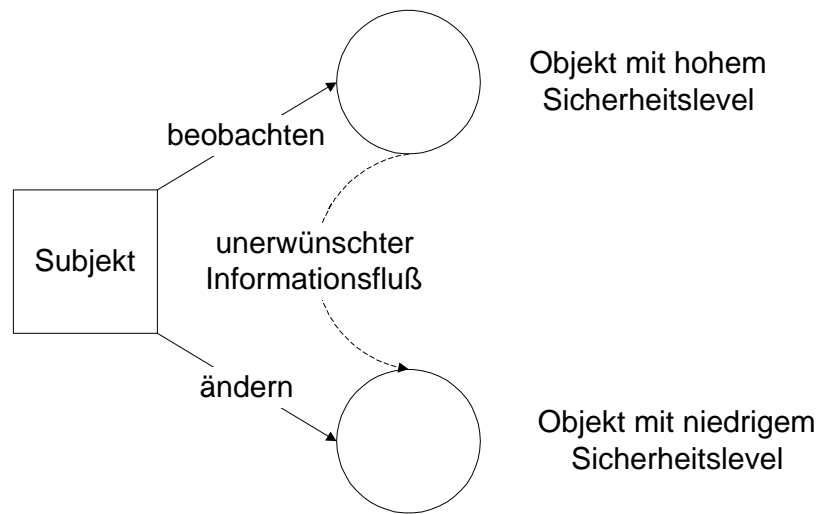 Objekt mit hohem
Sicherheitslevel
beobachten
unerwünschter
Informationsfluß
Subjekt
ändern
Objekt mit niedrigem
Sicherheitslevel